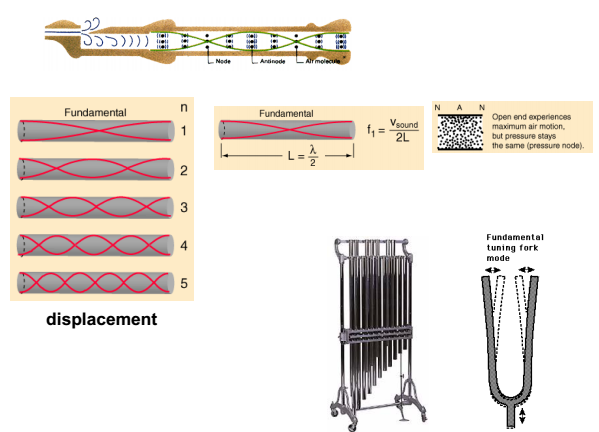 Node
Antinode
Air molecule
Fundamental n
1
2
3
4
5
displacement
Fundamental
L = λ/2
f₁ = v_sound/2L
N A N
Open end experiences
maximum air motion,
but pressure stays
the same (pressure node).
Fundamental
tuning fork
mode